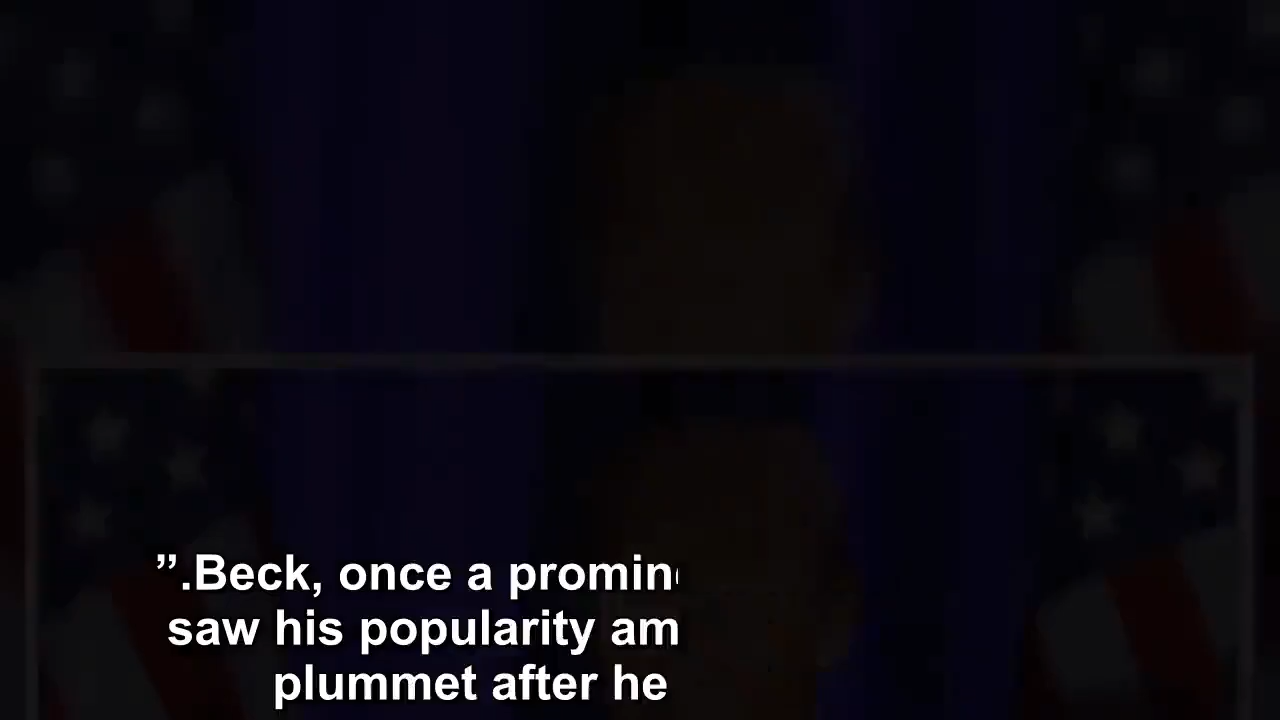 ”.Beck, once a promin
saw his popularity am
plummet after he